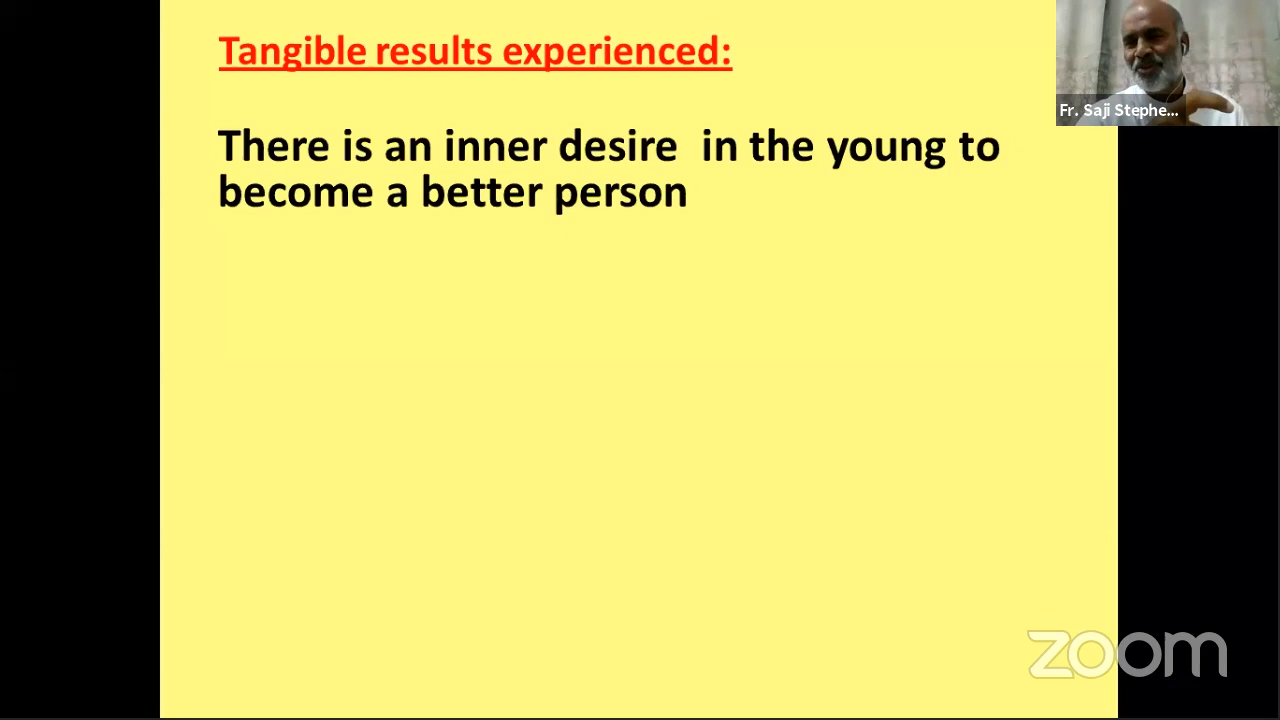 Tangible results experienced:
There is an inner desire  in the young to
become a better person
Fr. Saji Stephe...
zoom